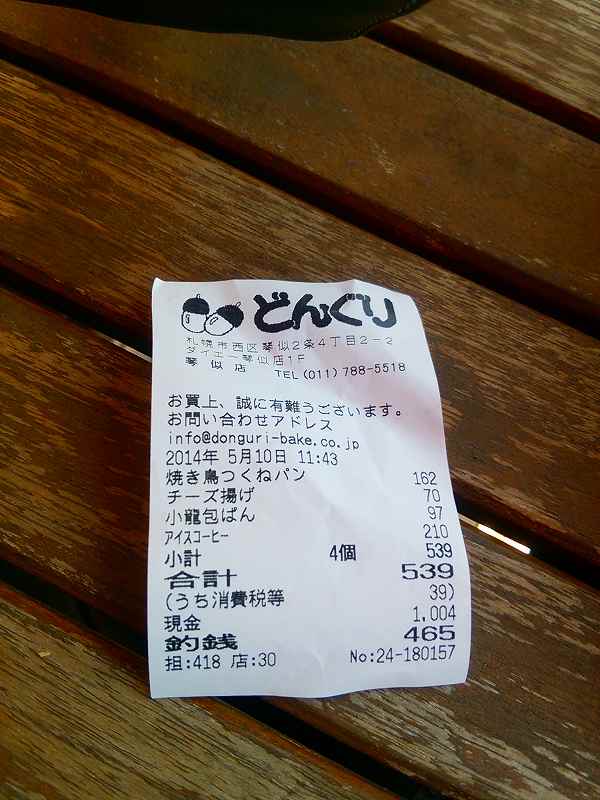 どんぐり
札幌市西区琴似2条4丁目2-2
ダイエー琴似店1F
琴似店 TEL(011)788-5518
お買上、誠に有難うございます。
お問い合わせアドレス
info@donguri-bake.co.jp
2014年 5月10日 11:43
焼き鳥つくねパン 162
チーズ揚げ 70
小龍包ぱん 97
アイスコーヒー 210
小計 4個 539
合計 539
(うち消費税等 39)
現金 1,004
釣銭 465
担:418 店:30 No:24-180157